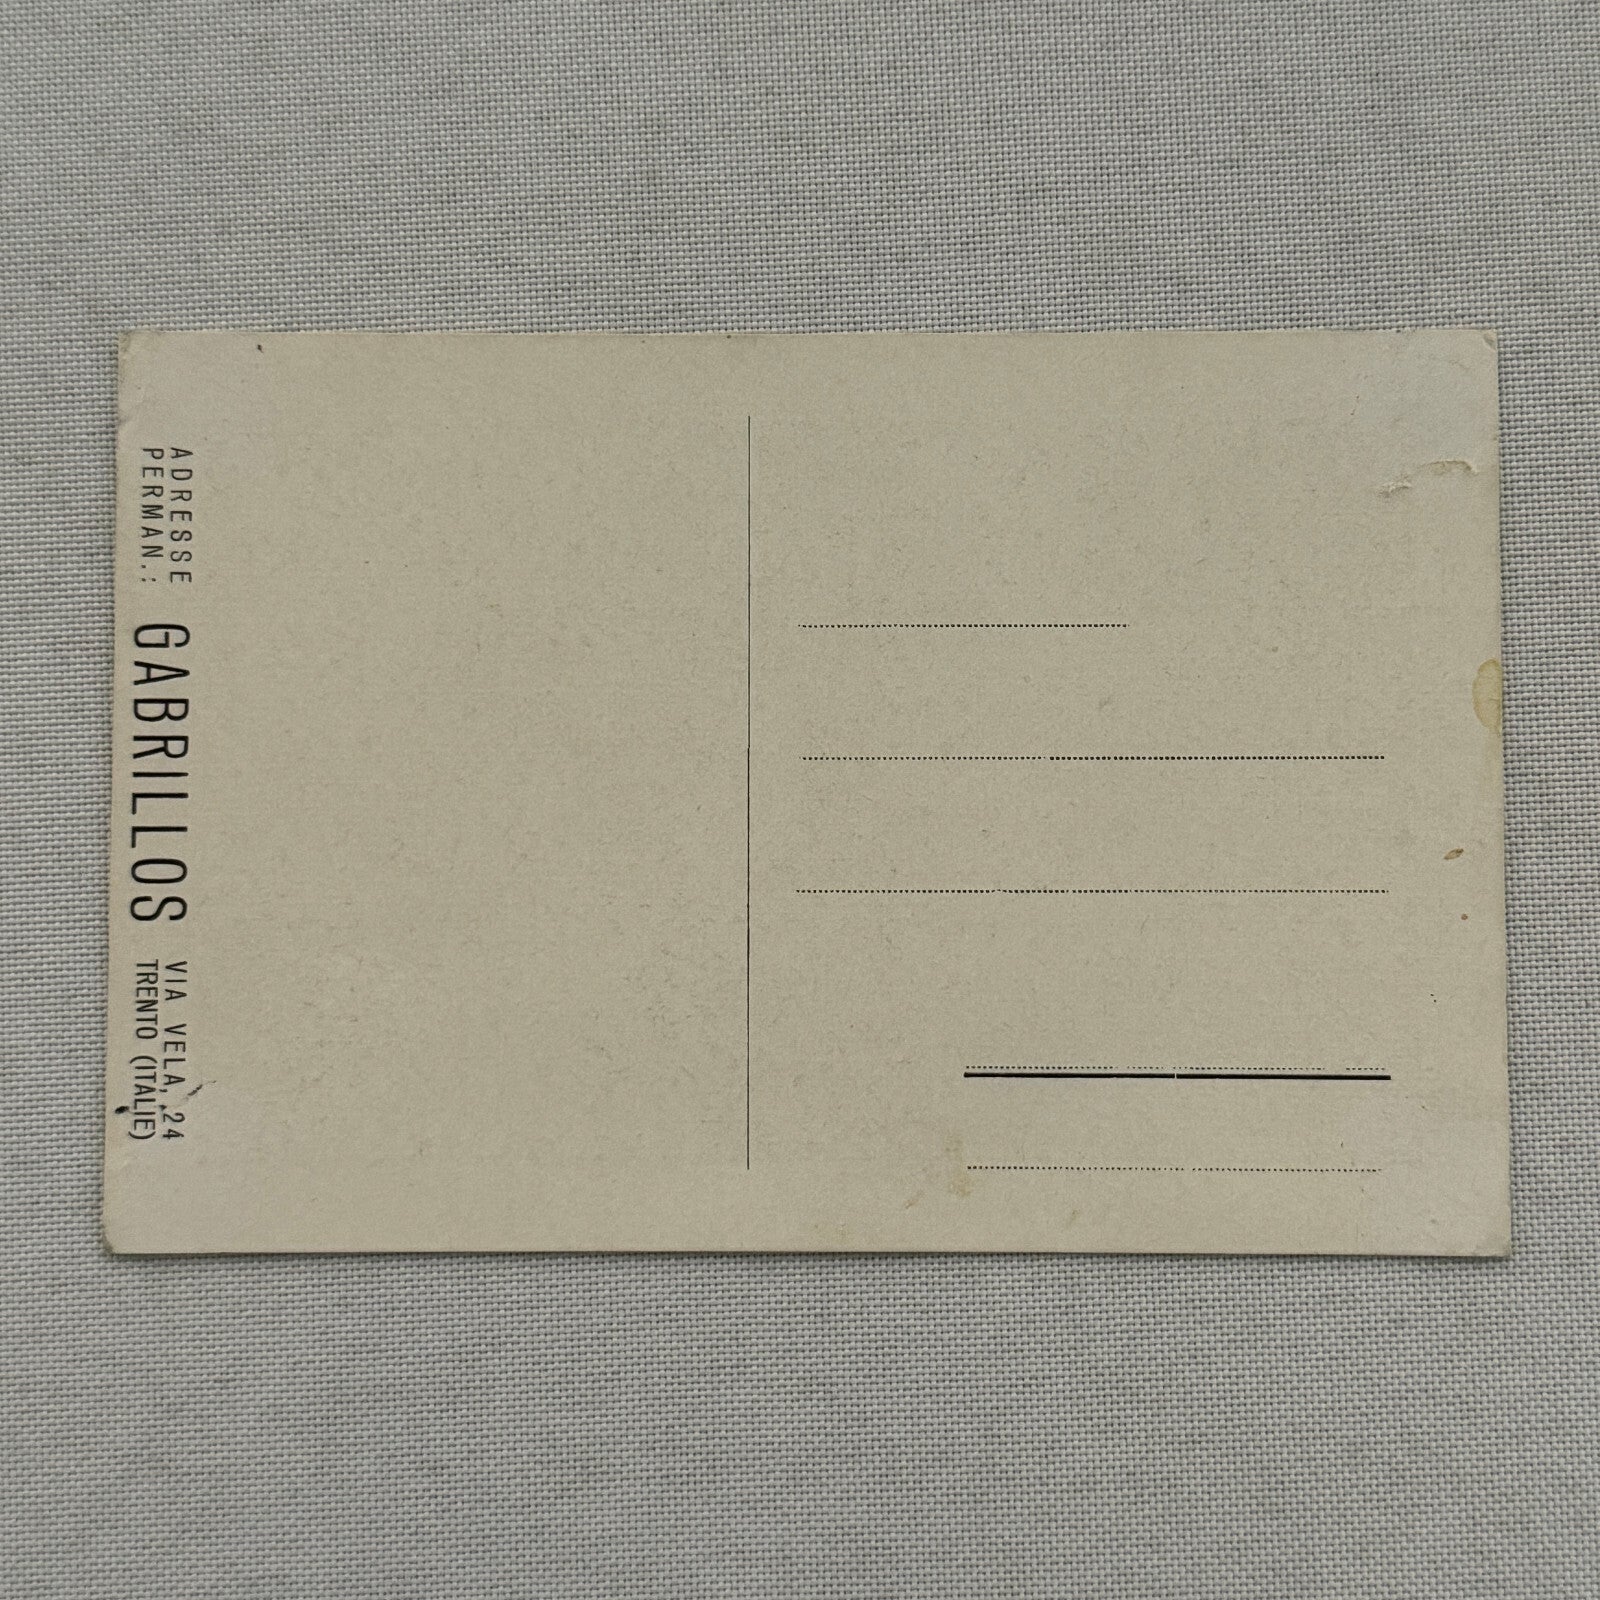 ADRESSE
PERMAN.:
GABRILLOS
VIA VELA, 24
TRENTO (ITALIE)